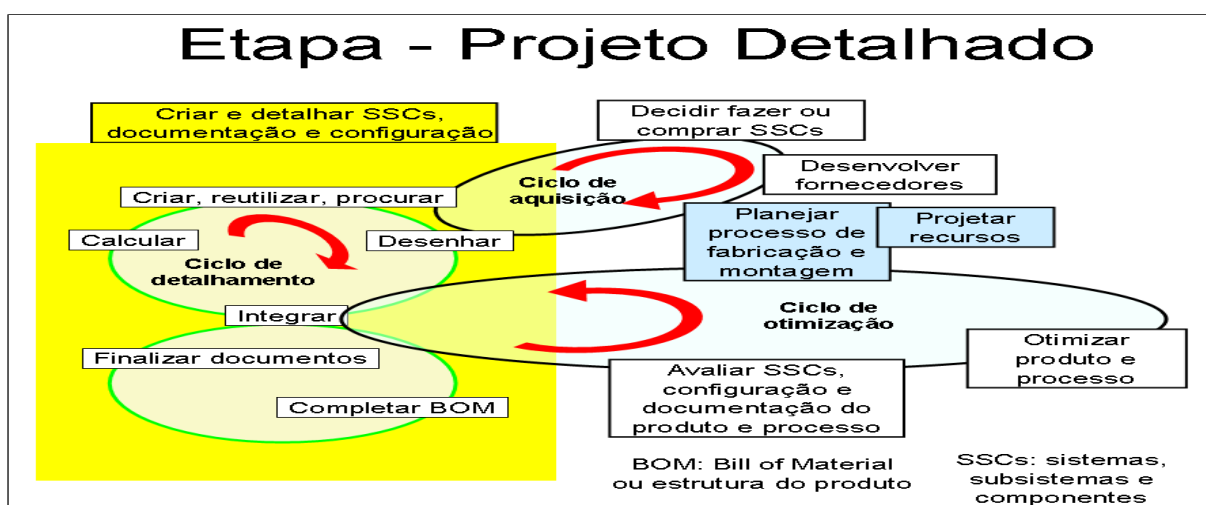 Etapa - Projeto Detalhado
Criar e detalhar SSCs,
documentação e configuração
Decidir fazer ou
comprar SSCs
Desenvolver
fornecedores
Ciclo de
aquisição
Criar, reutilizar, procurar
Calcular
Desenhar
Ciclo de
detalhamento
Planejar
processo de
fabricação e
montagem
Projetar
recursos
Integrar
Ciclo de
otimização
Finalizar documentos
Completar BOM
Avaliar SSCs,
configuração e
documentação do
produto e processo
Otimizar
produto e
processo
BOM: Bill of Material
ou estrutura do produto
SSCs: sistemas,
subsistemas e
componentes